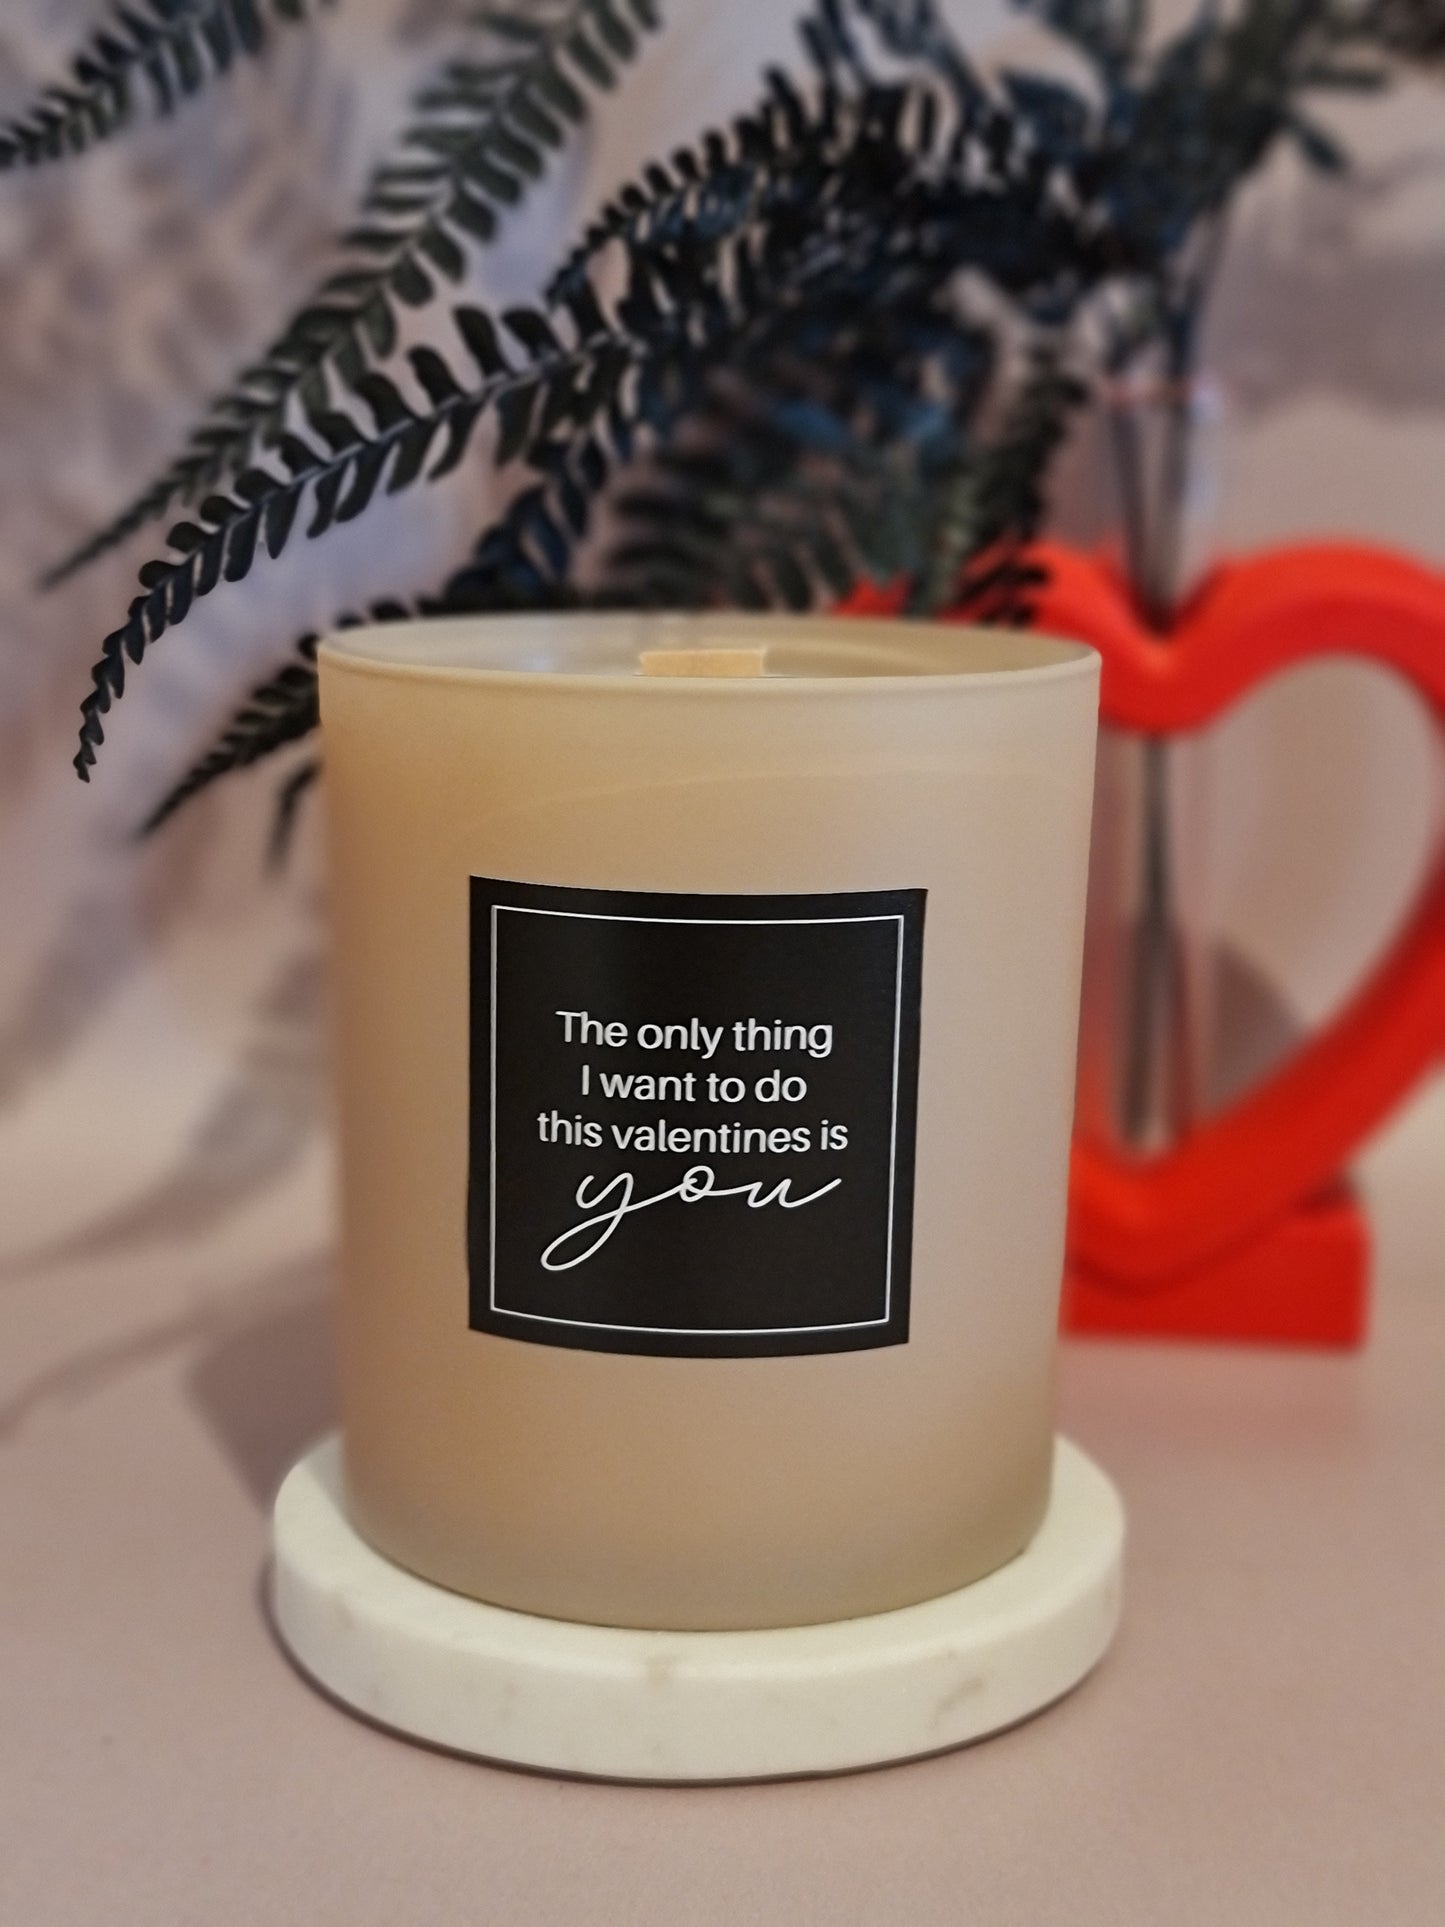 The only thing
I want to do
this valentines is
you